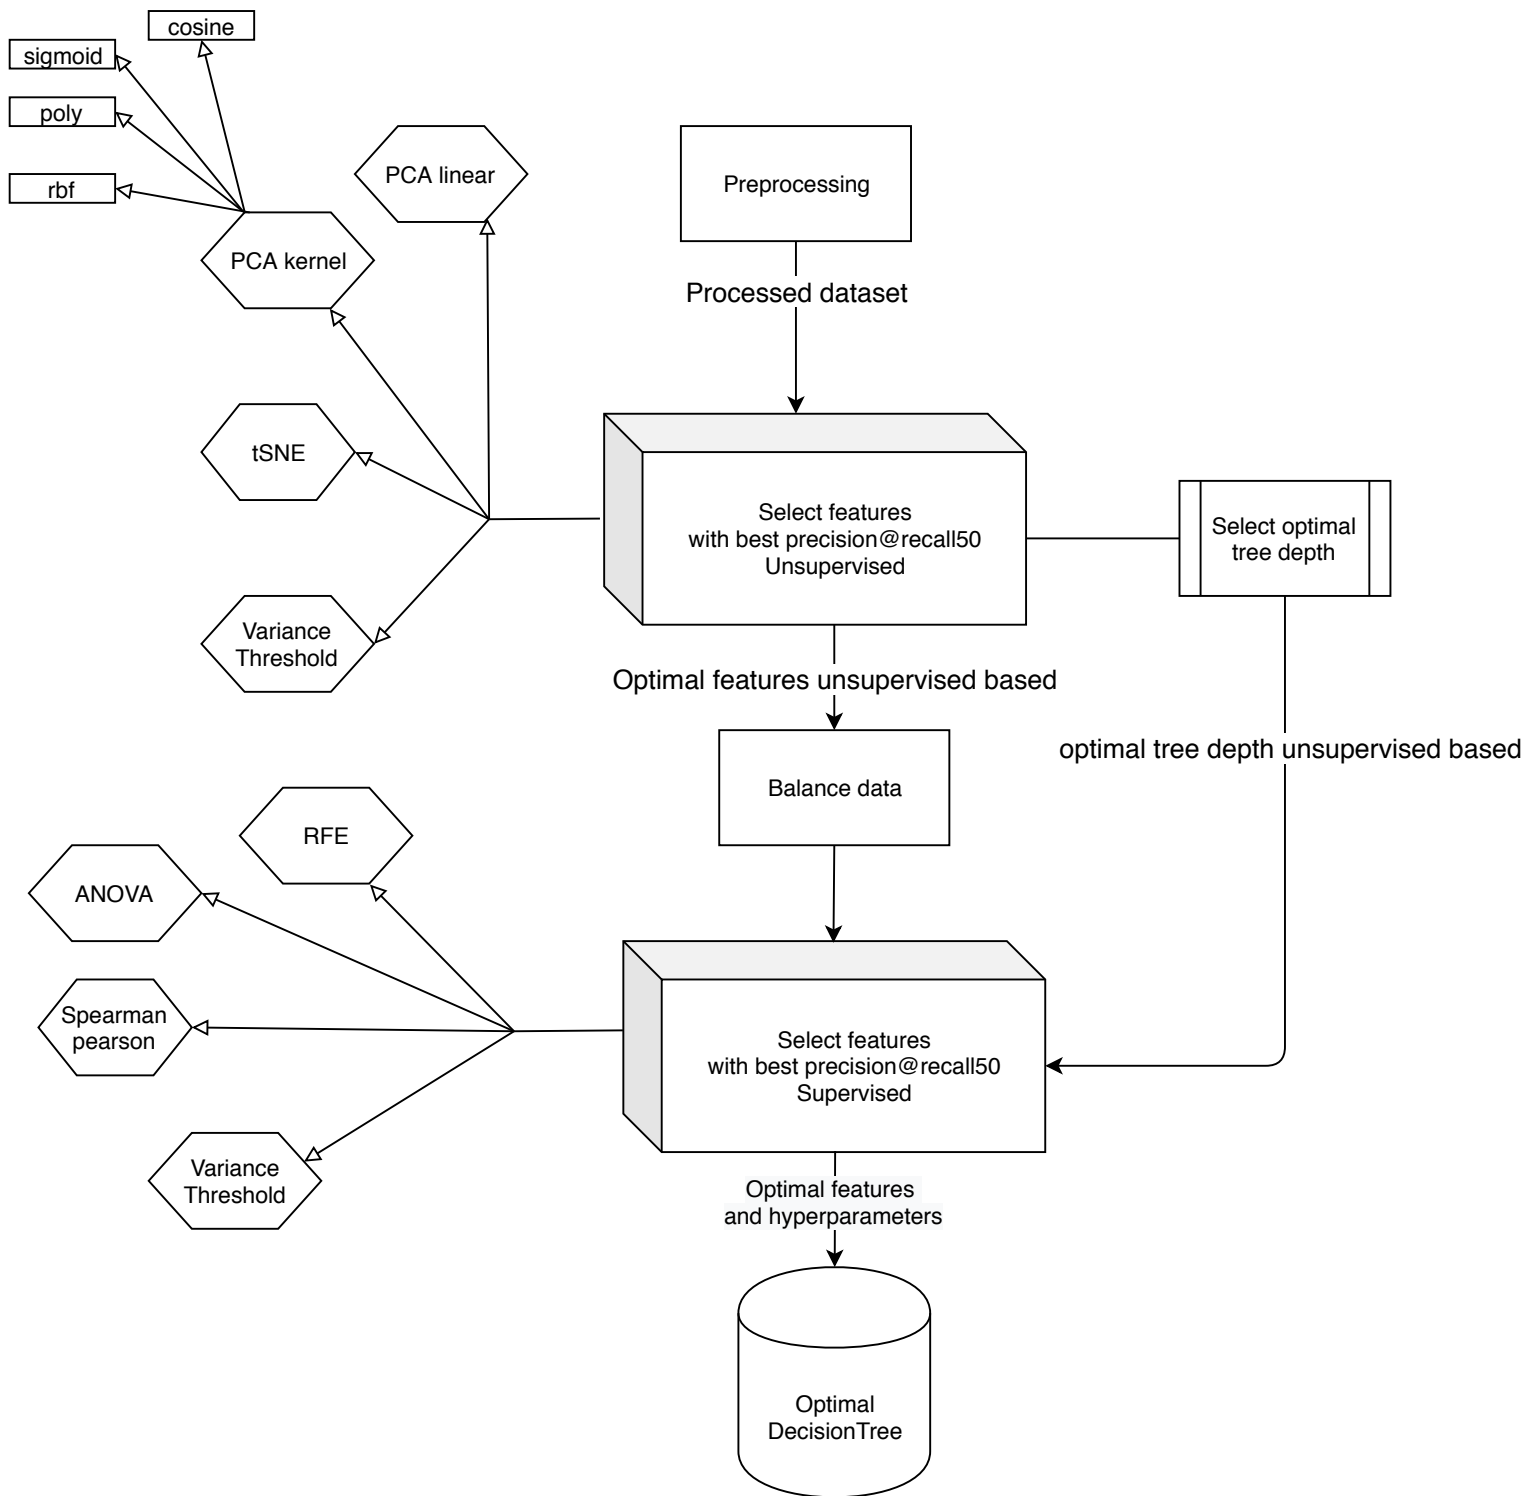 cosine
sigmoid
poly
rbf
PCA linear
Preprocessing
PCA kernel
Processed dataset
tSNE
Select features
with best precision@recall50
Unsupervised
Select optimal
tree depth
Variance
Threshold
Optimal features unsupervised based
optimal tree depth unsupervised based
Balance data
RFE
ANOVA
Spearman
pearson
Select features
with best precision@recall50
Supervised
Variance
Threshold
Optimal features
and hyperparameters
Optimal
DecisionTree